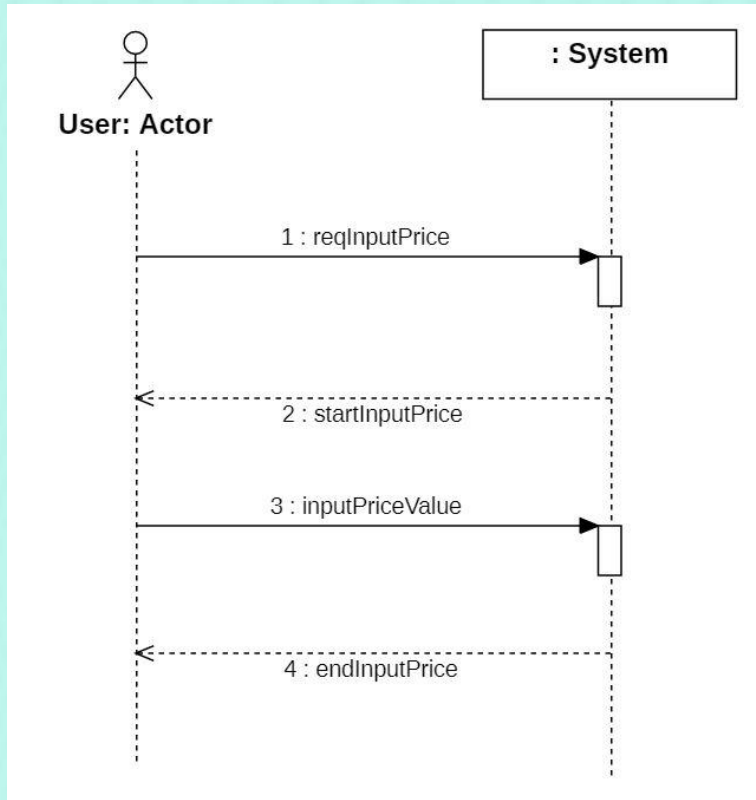 : System
User: Actor
1 : reqInputPrice
2 : startInputPrice
3 : inputPriceValue
4 : endInputPrice